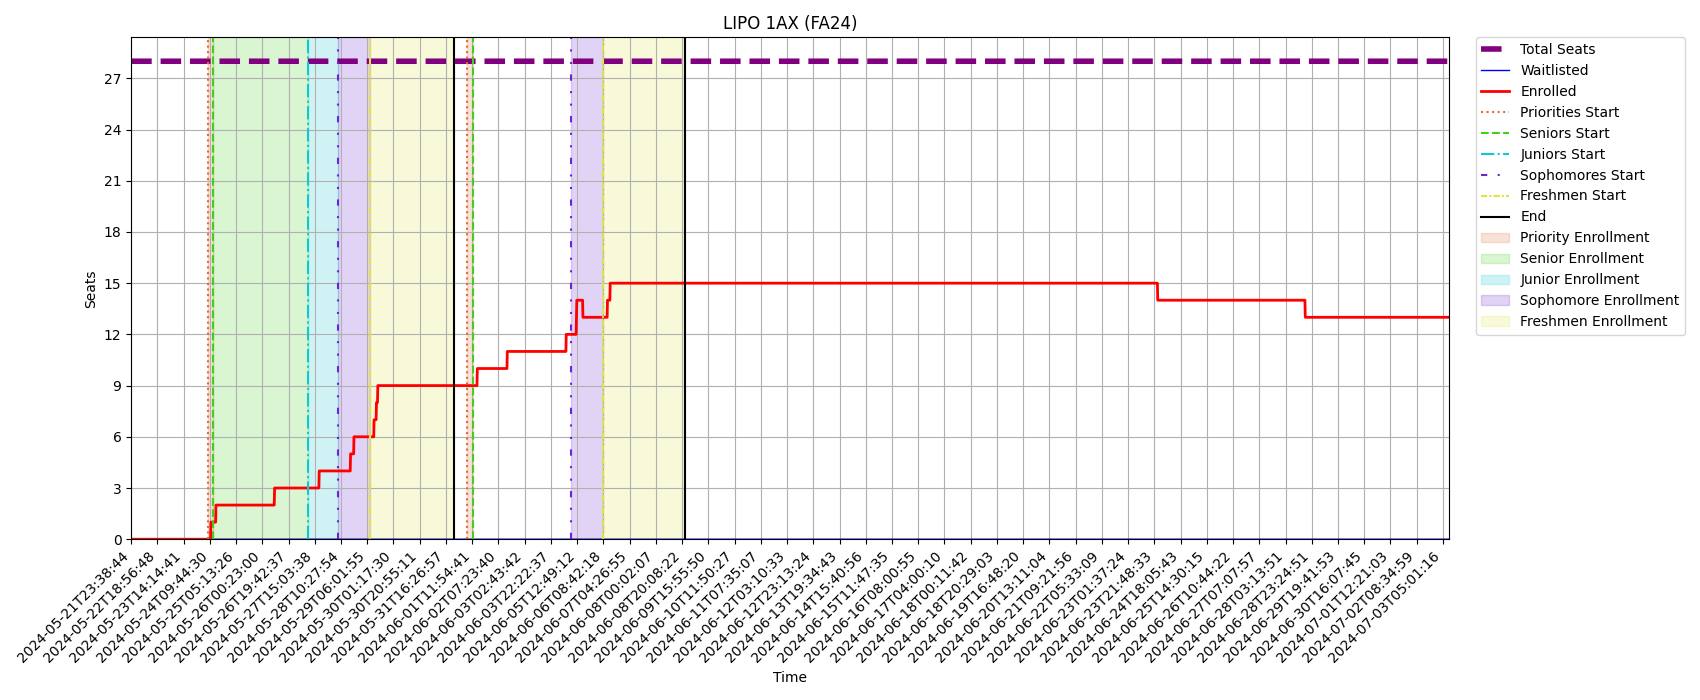 LIPO 1AX (FA24)
Seats
27
24
21
18
15
12
9
6
3
0
2024-05-21T23:38:44
2024-05-22T18:56:48
2024-05-23T14:14:41
2024-05-24T09:44:30
2024-05-25T05:13:26
2024-05-26T00:23:00
2024-05-26T19:42:37
2024-05-27T15:03:38
2024-05-28T10:27:54
2024-05-29T06:01:55
2024-05-30T01:17:30
2024-05-30T20:55:11
2024-05-31T16:26:57
2024-06-01T11:54:41
2024-06-02T07:23:40
2024-06-03T02:43:42
2024-06-03T22:22:37
2024-06-05T12:49:12
2024-06-06T08:42:18
2024-06-07T04:26:55
2024-06-08T00:02:07
2024-06-08T20:08:22
2024-06-09T15:55:50
2024-06-10T11:50:27
2024-06-11T07:35:07
2024-06-12T03:10:33
2024-06-12T23:13:24
2024-06-13T19:34:43
2024-06-14T15:40:56
2024-06-15T11:47:35
2024-06-16T08:00:55
2024-06-17T04:00:10
2024-06-18T00:11:42
2024-06-18T20:29:03
2024-06-19T16:48:20
2024-06-20T13:11:04
2024-06-21T09:21:56
2024-06-22T05:33:09
2024-06-23T01:37:24
2024-06-23T21:48:33
2024-06-24T18:05:43
2024-06-25T14:30:15
2024-06-26T10:44:22
2024-06-27T07:07:57
2024-06-28T03:13:51
2024-06-28T23:24:51
2024-06-29T19:41:53
2024-06-30T16:07:45
2024-07-01T12:21:03
2024-07-02T08:34:59
2024-07-03T05:01:16
Time
Total Seats
Waitlisted
Enrolled
Priorities Start
Seniors Start
Juniors Start
Sophomores Start
Freshmen Start
End
Priority Enrollment
Senior Enrollment
Junior Enrollment
Sophomore Enrollment
Freshmen Enrollment